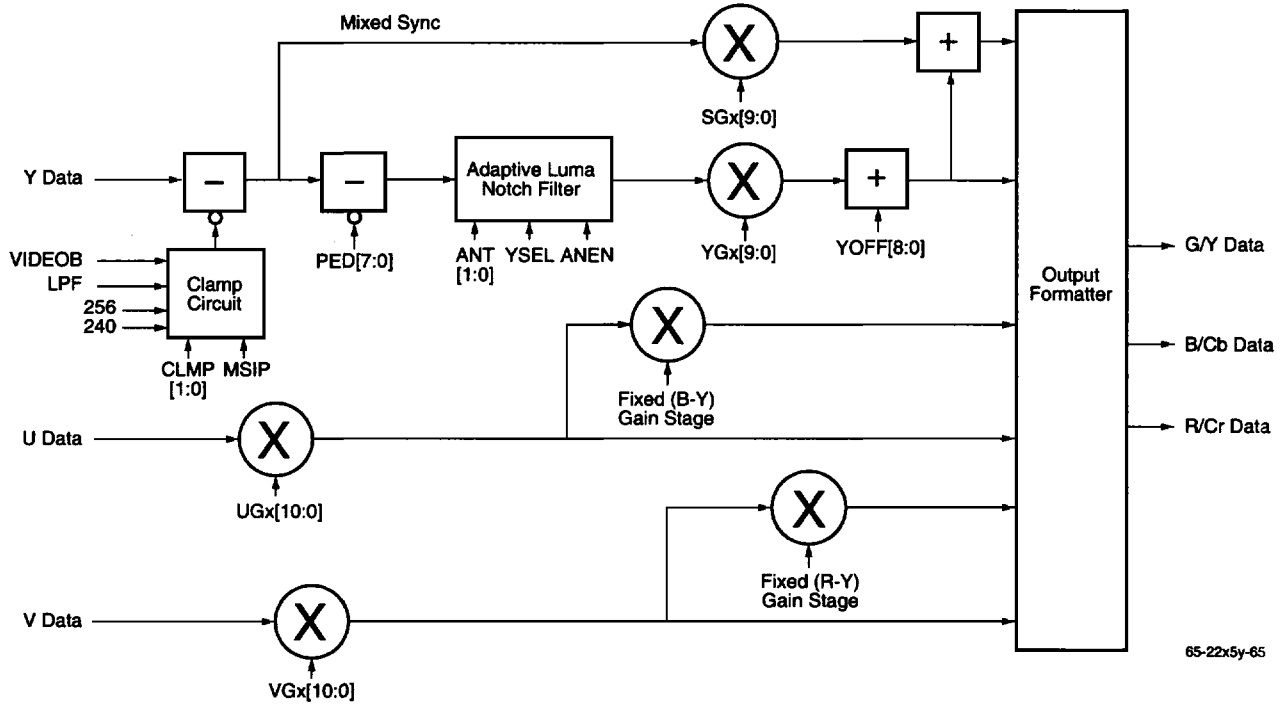 Mixed Sync
X
+
SGx[9:0]
Y Data
–
–
Adaptive Luma
Notch Filter
X
+
VIDEOB
LPF
256
240
Clamp
Circuit
PED[7:0]
ANT
[1:0]
YSEL
ANEN
YGx[9:0]
YOFF[8:0]
Output
Formatter
G/Y Data
B/Cb Data
R/Cr Data
CLMP
[1:0]
MSIP
X
Fixed (B-Y)
Gain Stage
U Data
X
UGx[10:0]
X
Fixed (R-Y)
Gain Stage
V Data
X
VGx[10:0]
65-22x5y-65